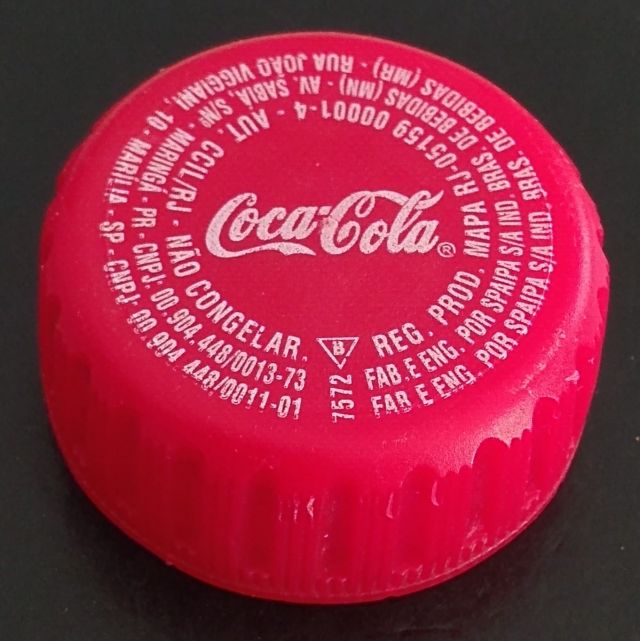 Coca-Cola®
REG. PROD. MAPA RJ-05759 00001-4 - AUT. CCIL/RJ - NÃO CONGELAR.
FAB. E ENG. POR SPAIPA S/A IND. BRAS. DE BEBIDAS (MN) - AV. SABIÁ, S/Nº - MARINGÁ - PR - CNPJ: 00.904.448/0013-73
FAB E ENG. POR SPAIPA S/A IND. BRAS. DE BEBIDAS (MR) - RUA JOÃO VIGGIANI, 10 - MARÍLIA - SP - CNPJ: 00.904.448/0011-01
B
7572